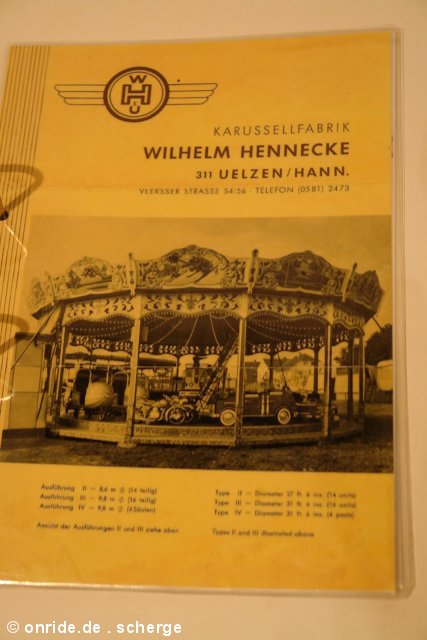 W
H
U
KARUSSELLFABRIK
WILHELM HENNECKE
311 UELZEN/HANN.
VEERSSER STRASSE 54/56 · TELEFON (0581) 2473
Ausführung II = 8,6 m ∅ (14 teilig)
Ausführung III = 9,8 m ∅ (16 teilig)
Ausführung IV = 9,8 m ∅ (4 Säulen)
Ansicht der Ausführungen II und III siehe oben
Type II = Diameter 27 ft. 6 ins. (14 units)
Type III = Diameter 31 ft. 6 ins. (16 units)
Type IV = Diameter 31 ft. 6 ins. (4 posts)
Types II and III illustrated above
© onride.de . scherge